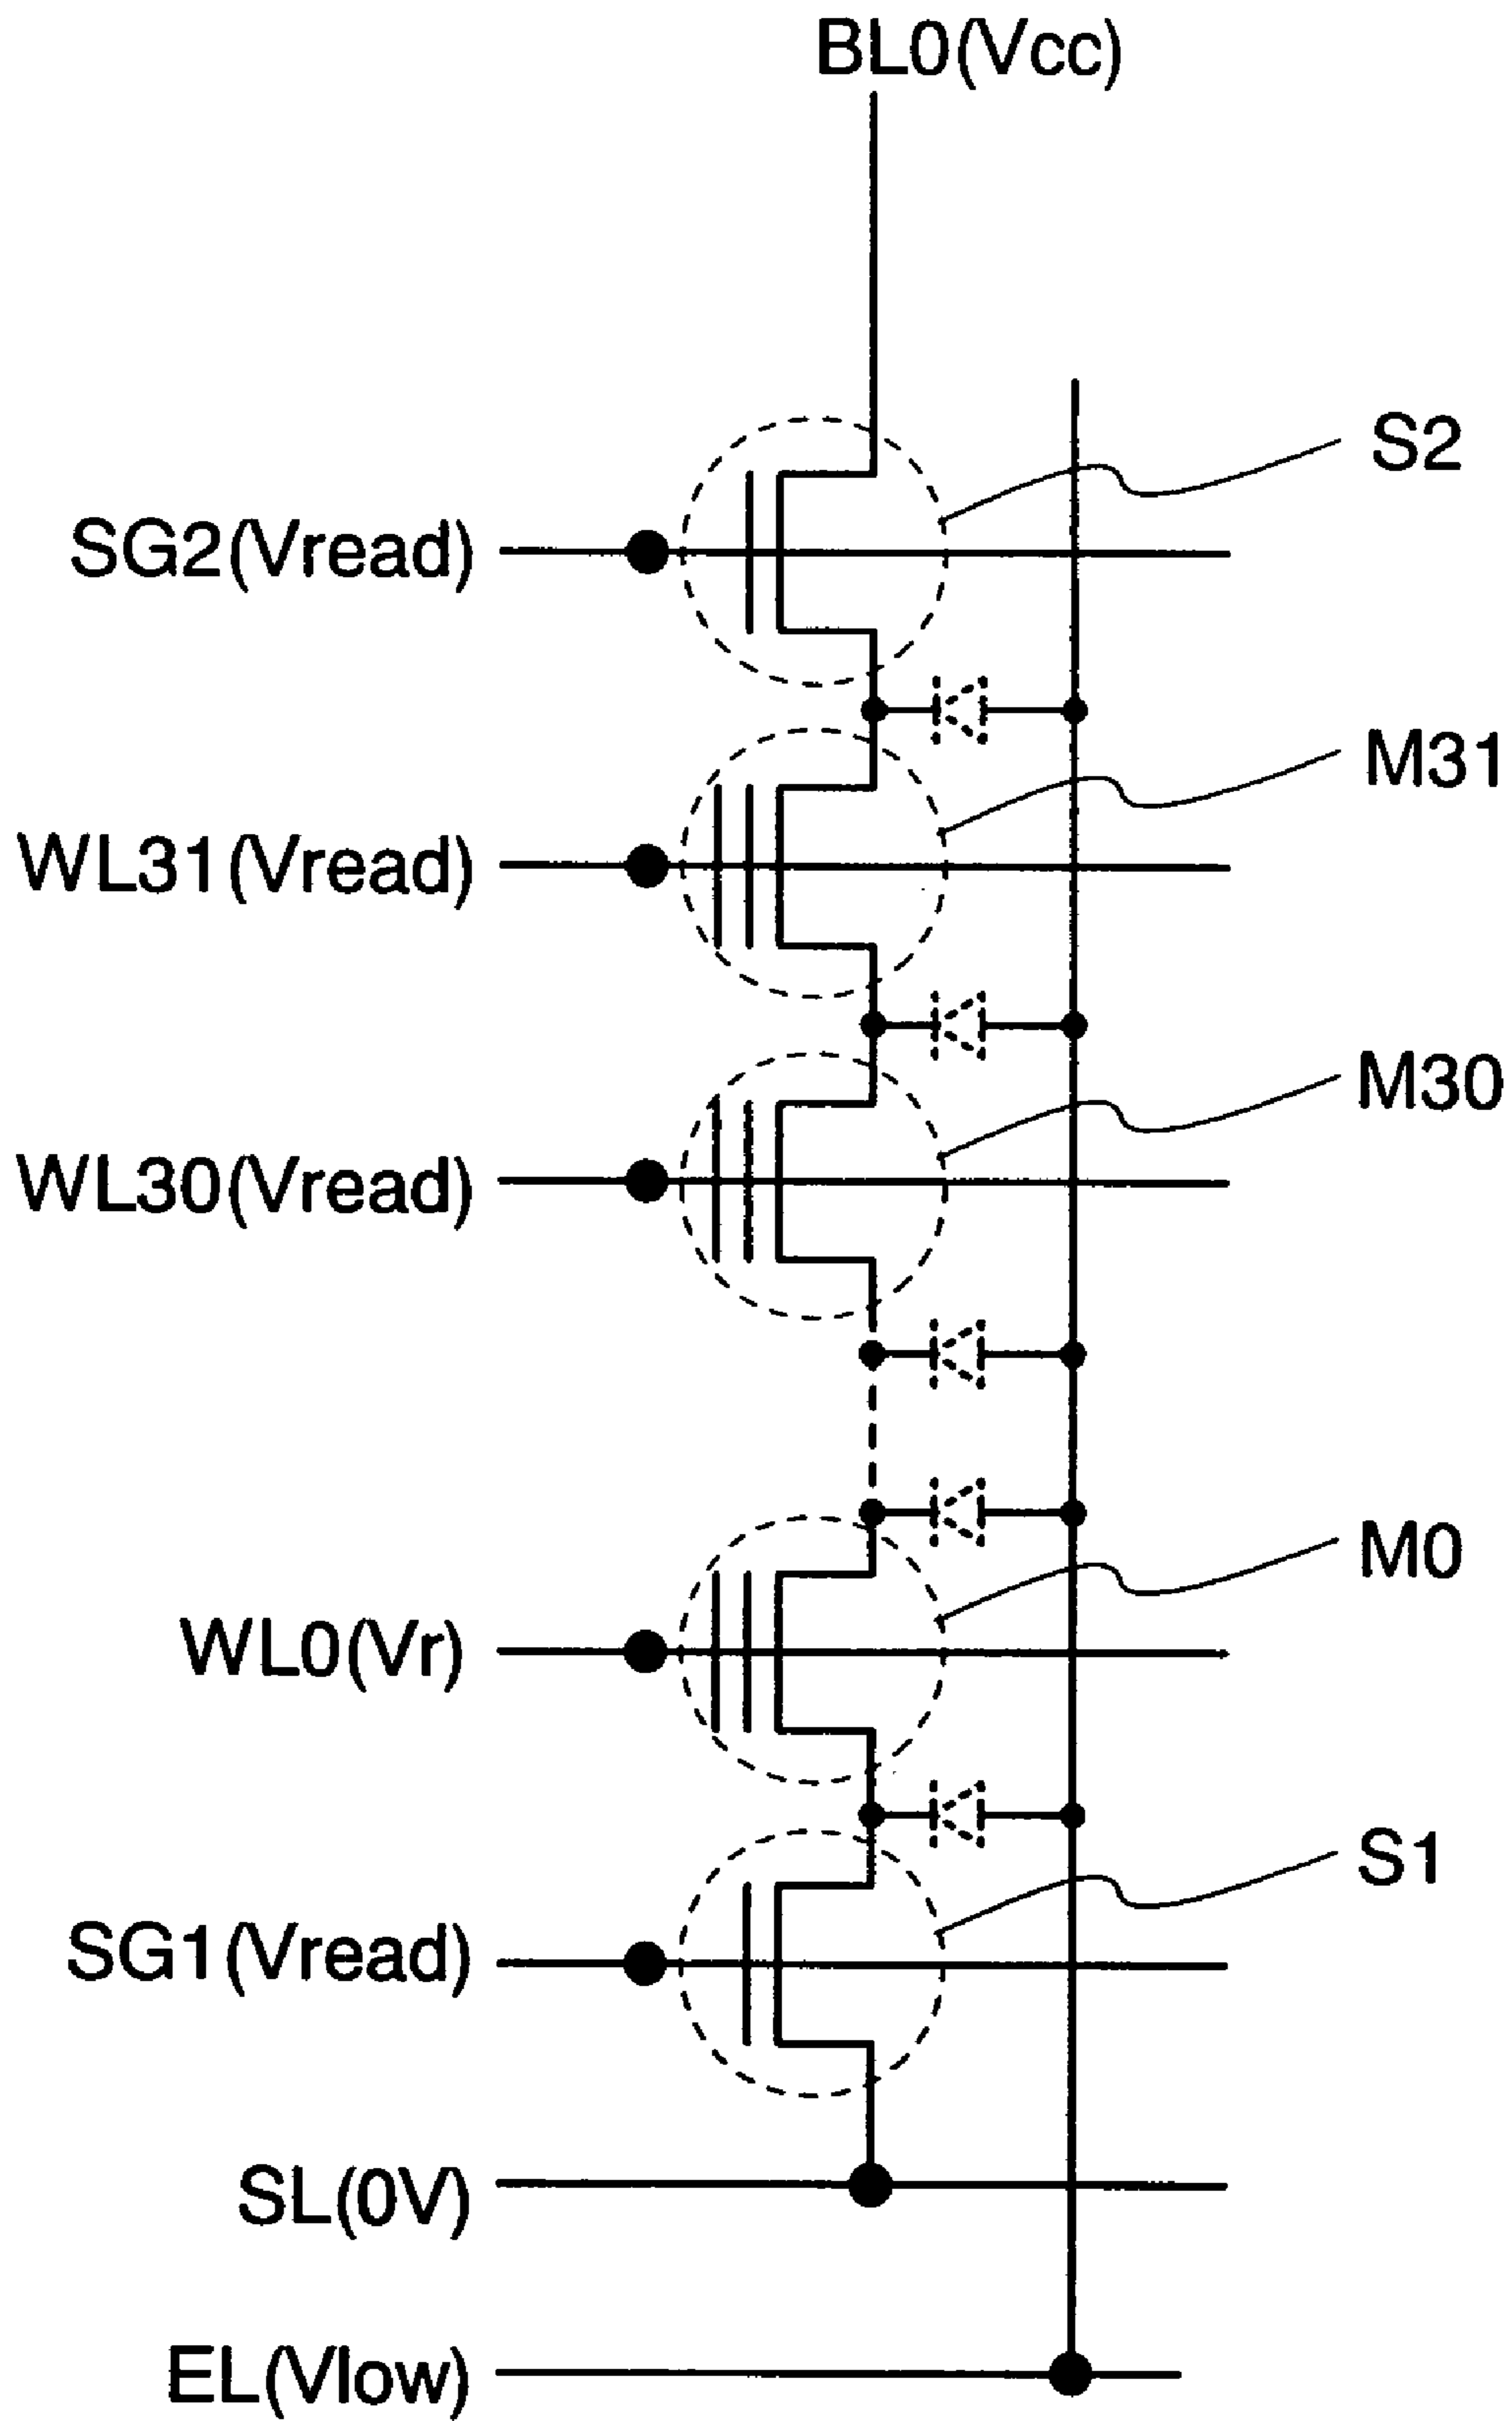 BL0(Vcc)
S2
SG2(Vread)
M31
WL31(Vread)
M30
WL30(Vread)
M0
WL0(Vr)
S1
SG1(Vread)
SL(0V)
EL(Vlow)